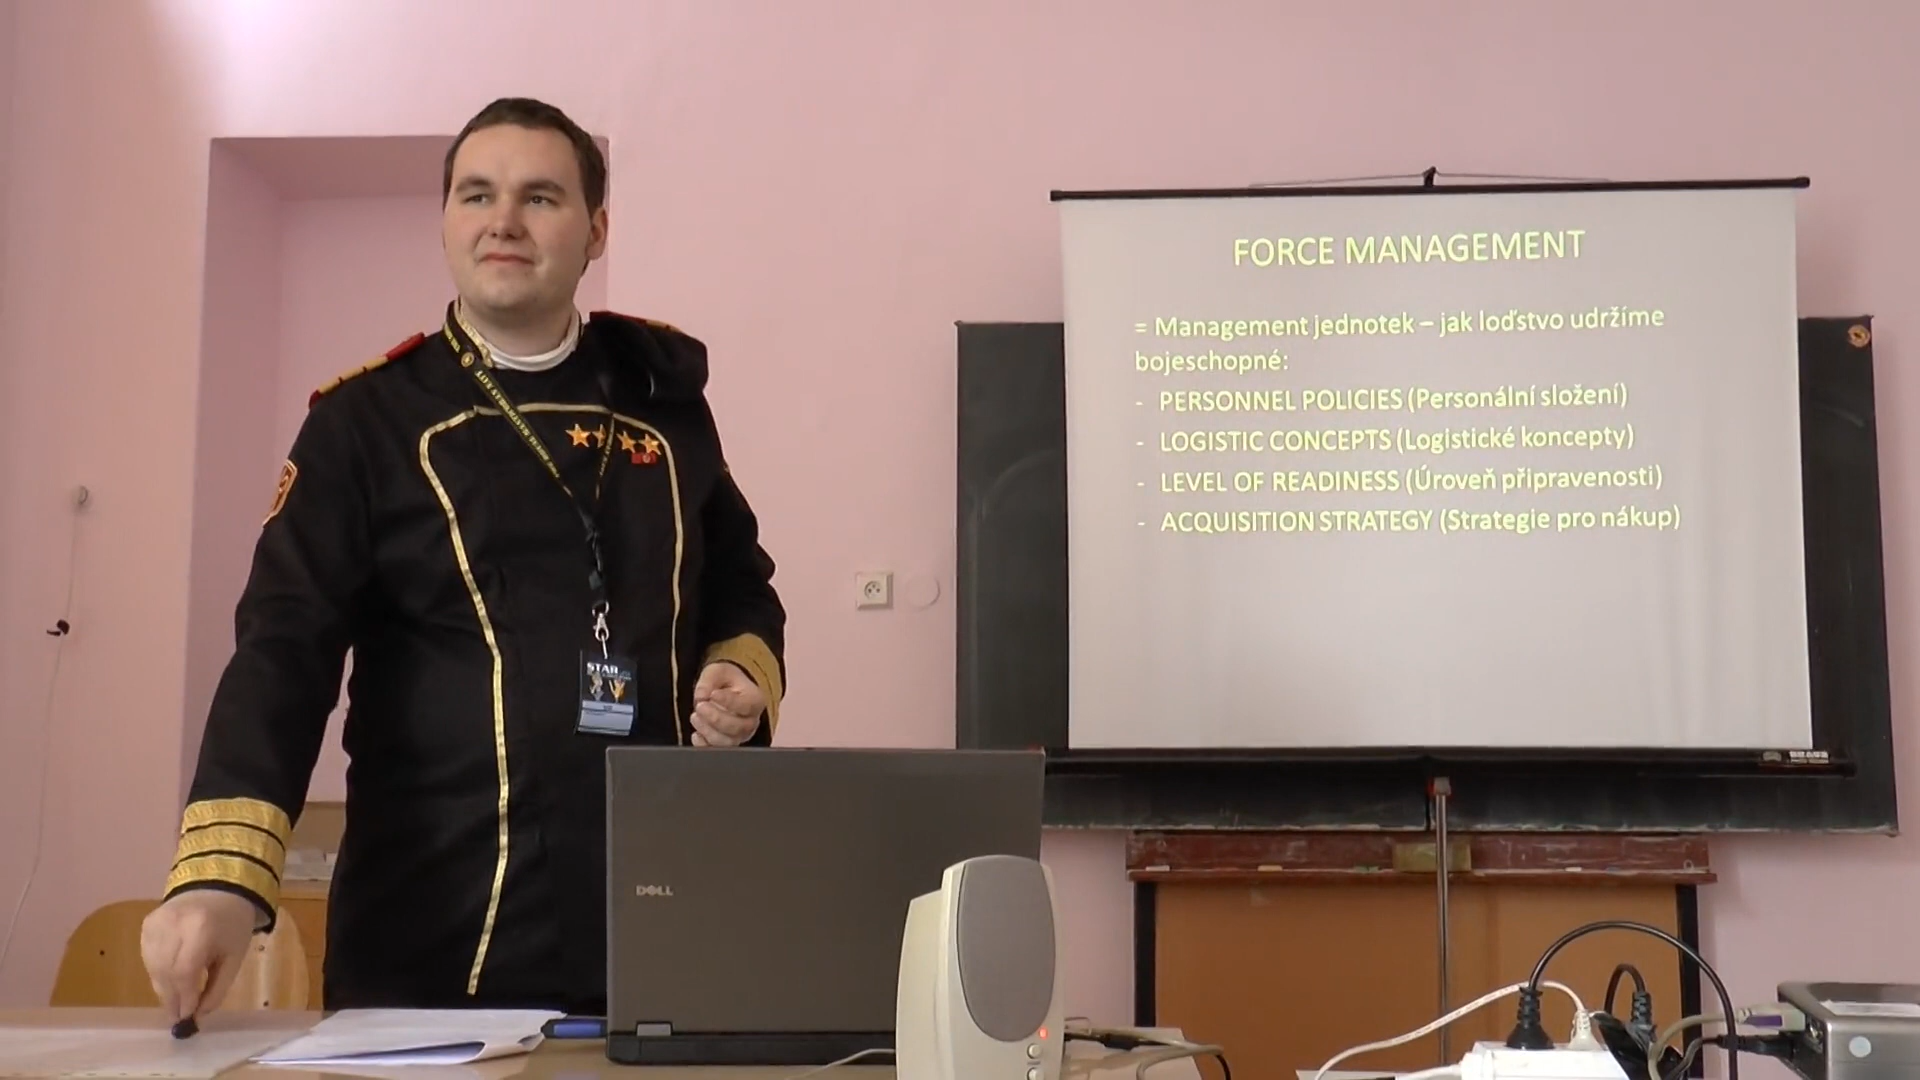 FORCE MANAGEMENT
= Management jednotek – jak loďstvo udržíme
bojeschopné:
- PERSONNEL POLICIES (Personální složení)
- LOGISTIC CONCEPTS (Logistické koncepty)
- LEVEL OF READINESS (Úroveň připravenosti)
- ACQUISITION STRATEGY (Strategie pro nákup)
STAR
DELL